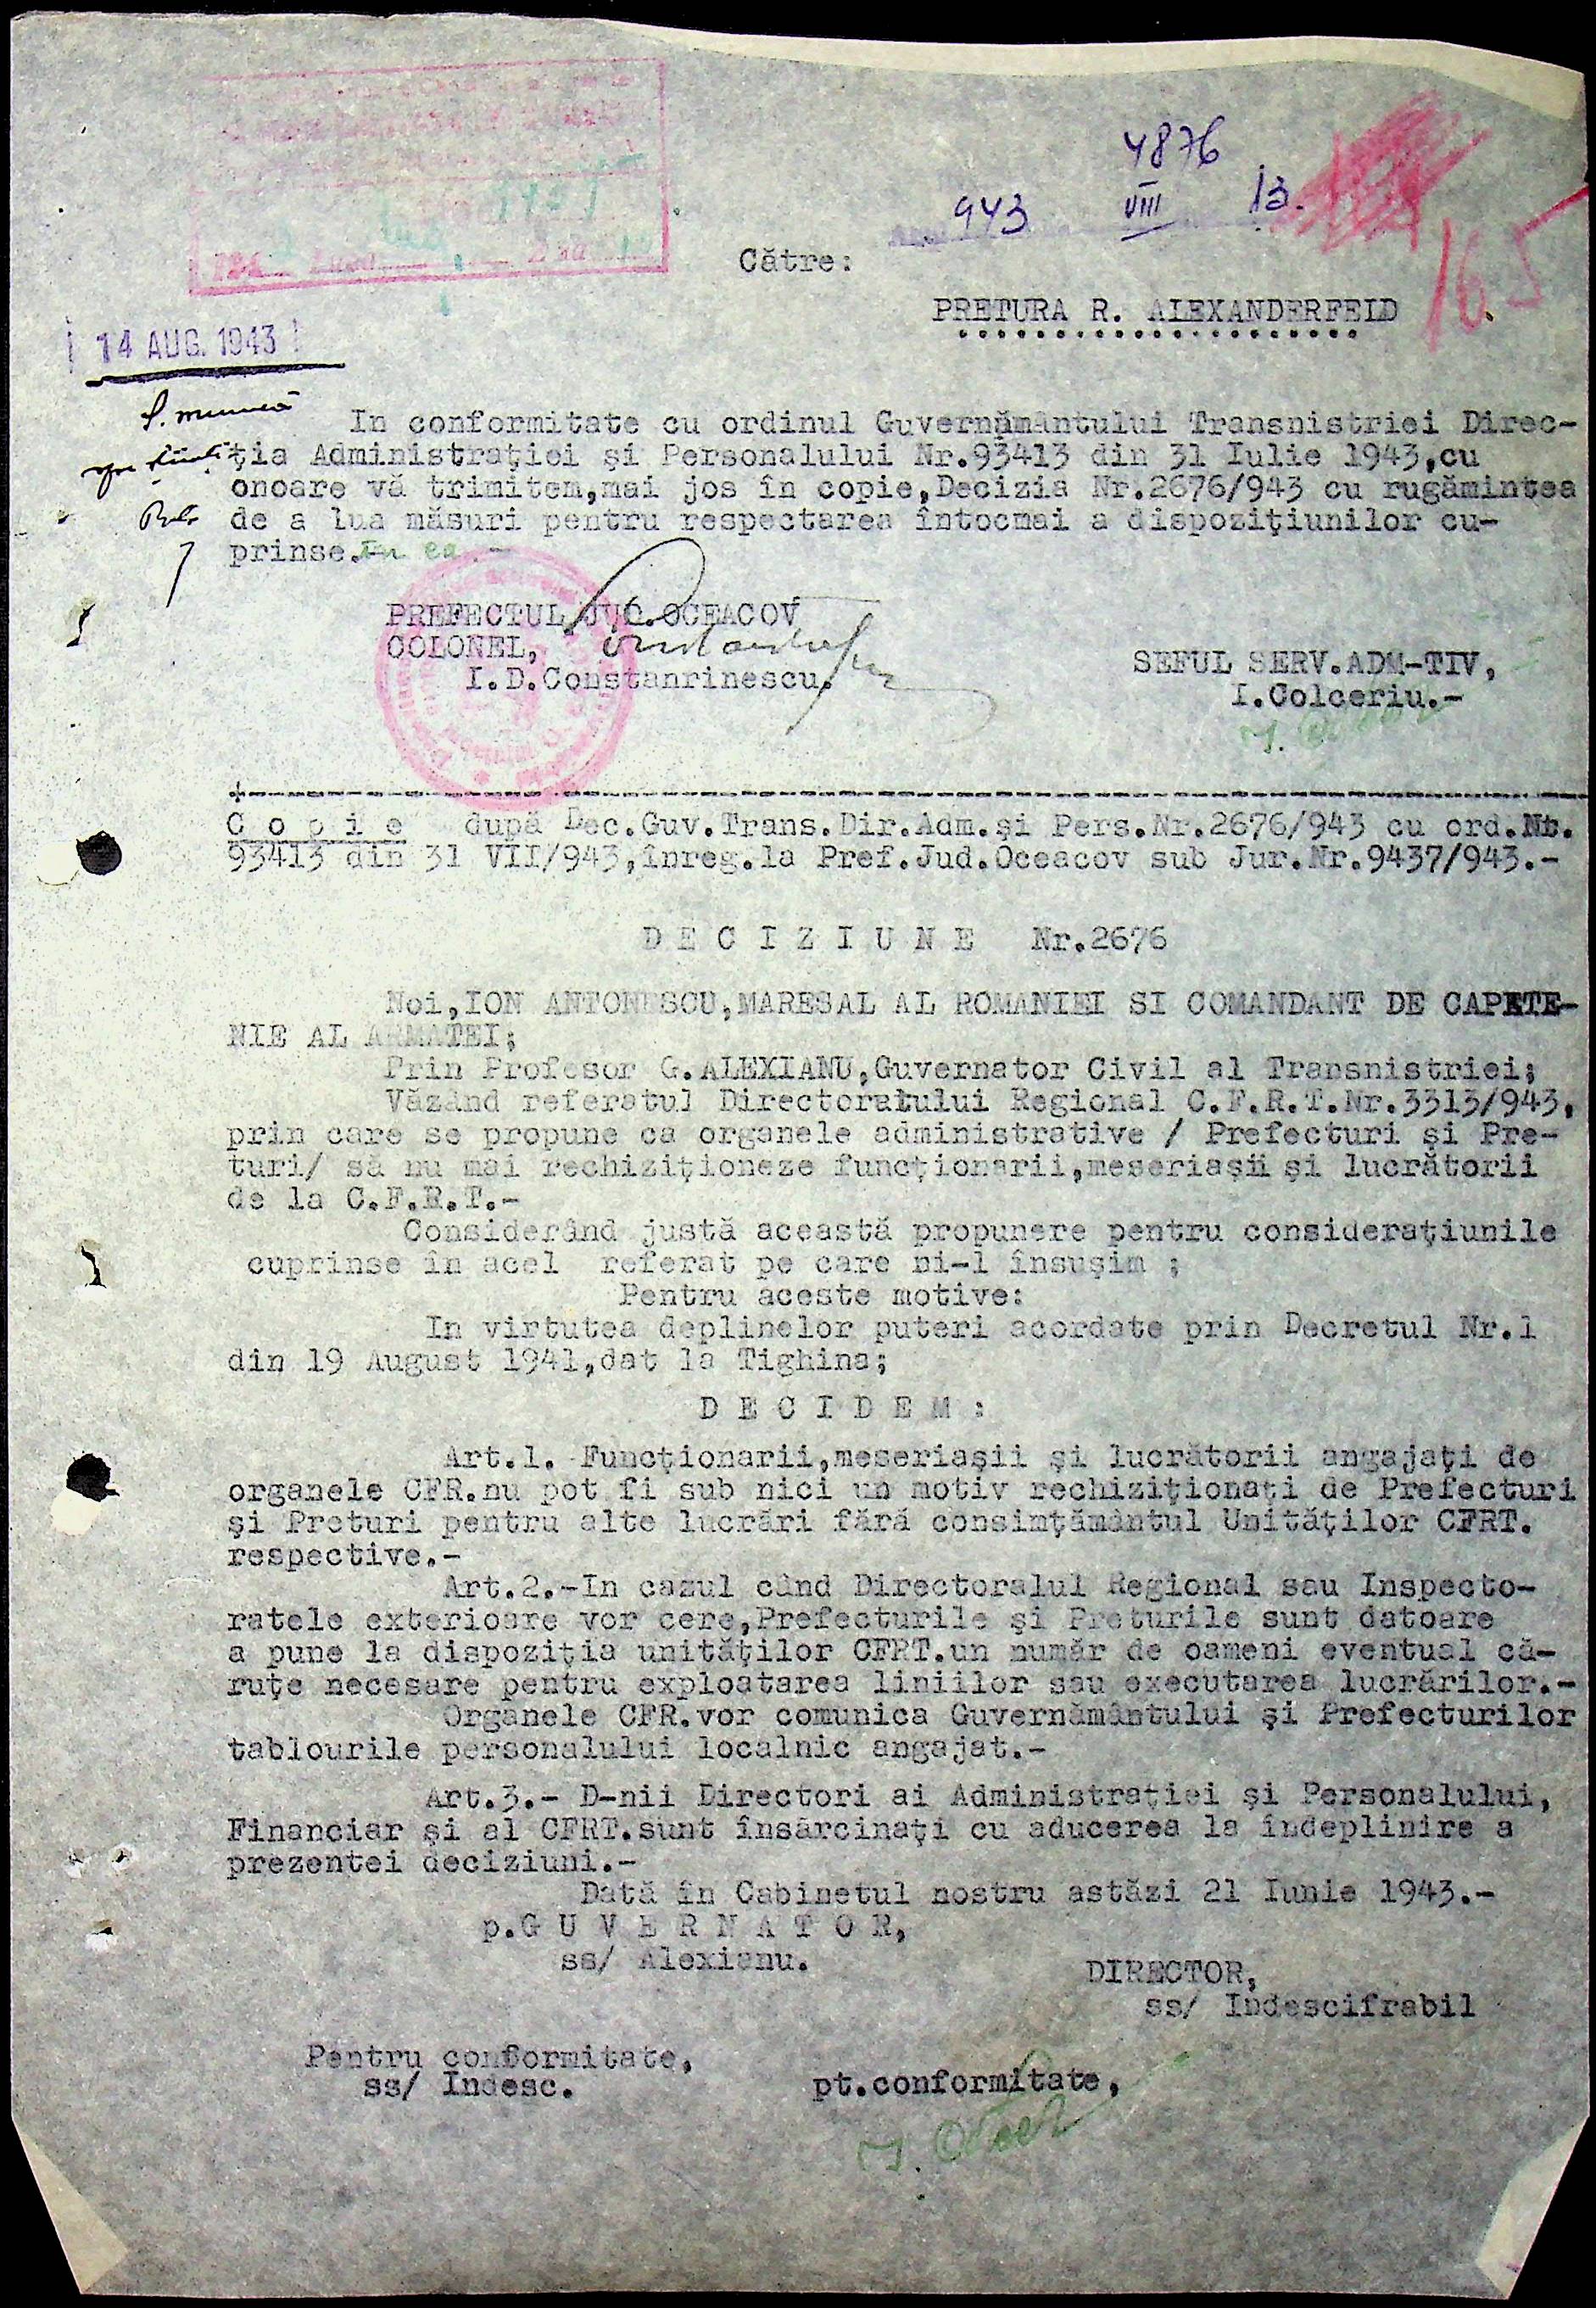 4876
943 VIII 13.
165
Către:
PRETURA R. ALEXANDERFELD
14 AUG. 1943
S. muncă
In conformitate cu ordinul Guvernământului Transnistriei Direc-
ţia Administraţiei şi Personalului Nr.93413 din 31 Iulie 1943,cu
onoare vă trimitem,mai jos în copie,Decizia Nr.2676/943 cu rugămintea
de a lua măsuri pentru respectarea întocmai a dispoziţiunilor cu-
prinse.in ea.-
PREFECTUL JUD.OCEACOV
COLONEL,
I.D.Constanrinescu.
SEFUL SERV.ADM-TIV,
I.Colceriu.-
C o p i e după Dec.Guv.Trans.Dir.Adm.şi Pers.Nr.2676/943 cu ord.Nr.
93413 din 31 VII/943,înreg.la Pref.Jud.Oceacov sub Jur.Nr.9437/943.-
D E C I Z I U N E Nr.2676
Noi,ION ANTONESCU,MARESAL AL ROMANIEI SI COMANDANT DE CAPETE-
NIE AL ARMATEI;
Prin Profesor G.ALEXIANU,Guvernator Civil al Transnistriei;
Văzând referatul Directoratului Regional C.F.R.T.Nr.3313/943,
prin care se propune ca organele administrative / Prefecturi şi Pre-
turi/ să nu mai rechiziţioneze funcţionarii,meseriaşii şi lucrătorii
de la C.F.R.T.-
Considerând justă această propunere pentru consideraţiunile
cuprinse în acel referat pe care ni-l însuşim ;
Pentru aceste motive:
In virtutea deplinelor puteri acordate prin Decretul Nr.1
din 19 August 1941,dat la Tighina;
D E C I D E M :
Art.1. Funcţionarii,meseriaşii şi lucrătorii angajaţi de
organele CFR.nu pot fi sub nici un motiv rechiziţionaţi de Prefecturi
şi Preturi pentru alte lucrări fără consimţământul Unităţilor CFRT.
respective.-
Art.2.-In cazul când Directoralul Regional sau Inspecto-
ratele exterioare vor cere,Prefecturile şi Preturile sunt datoare
a pune la dispoziţia unităţilor CFRT.un număr de oameni eventual că-
ruţe necesare pentru exploatarea liniilor sau executarea lucrărilor.-
Organele CFR.vor comunica Guvernământului şi Prefecturilor
tablourile personalului localnic angajat.-
Art.3.- D-nii Directori ai Administraţiei şi Personalului,
Financiar şi al CFRT.sunt însărcinaţi cu aducerea la îndeplinire a
prezentei deciziuni.-
Dată în Cabinetul nostru astăzi 21 Iunie 1943.-
p.G U V E R N A T O R,
ss/ Alexianu.
DIRECTOR,
ss/ Indescifrabil
Pentru conformitate,
ss/ Indesc.
pt.conformitate,